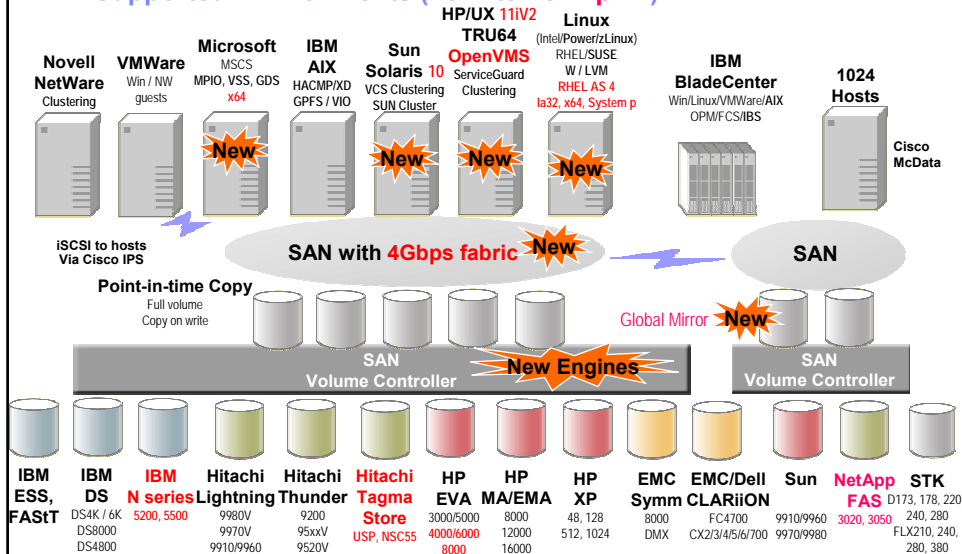 HP/UX 11iV2
TRU64
OpenVMS
ServiceGuard
Clustering
Linux
(Intel/Power/zLinux)
RHEL/SUSE
W / LVM
RHEL AS 4
Ia32, x64, System p
Novell
NetWare
Clustering
VMWare
Win / NW
guests
Microsoft
MSCS
MPIO, VSS, GDS
x64
IBM
AIX
HACMP/XD
GPFS / VIO
Sun
Solaris 10
VCS Clustering
SUN Cluster
IBM
BladeCenter
Win/Linux/VMWare/AIX
OPM/FCS/IBS
1024
Hosts
Cisco
McData
New
New
New
New
iSCSI to hosts
Via Cisco IPS
SAN with 4Gbps fabric
New
SAN
Point-in-time Copy
Full volume
Copy on write
Global Mirror
New
SAN
Volume Controller
New Engines
SAN
Volume Controller
IBM
ESS,
FAStT
IBM
DS
DS4K / 6K
DS8000
DS4800
IBM
N series
5200, 5500
Hitachi
Lightning
9980V
9970V
9910/9960
Hitachi
Thunder
9200
95xxV
9520V
Hitachi
Tagma
Store
USP, NSC55
HP
EVA
3000/5000
4000/6000
8000
HP
MA/EMA
8000
12000
16000
HP
XP
48, 128
512, 1024
EMC
Symm
8000
DMX
EMC/Dell
CLARiiON
FC4700
CX2/3/4/5/6/700
Sun
9910/9960
9970/9980
NetApp
FAS
3020, 3050
STK
D173, 178, 220
240, 280
FLX210, 240,
280, 380